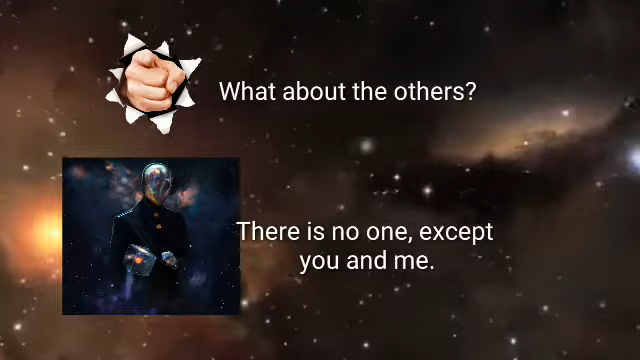 What about the others?
There is no one, except
you and me.